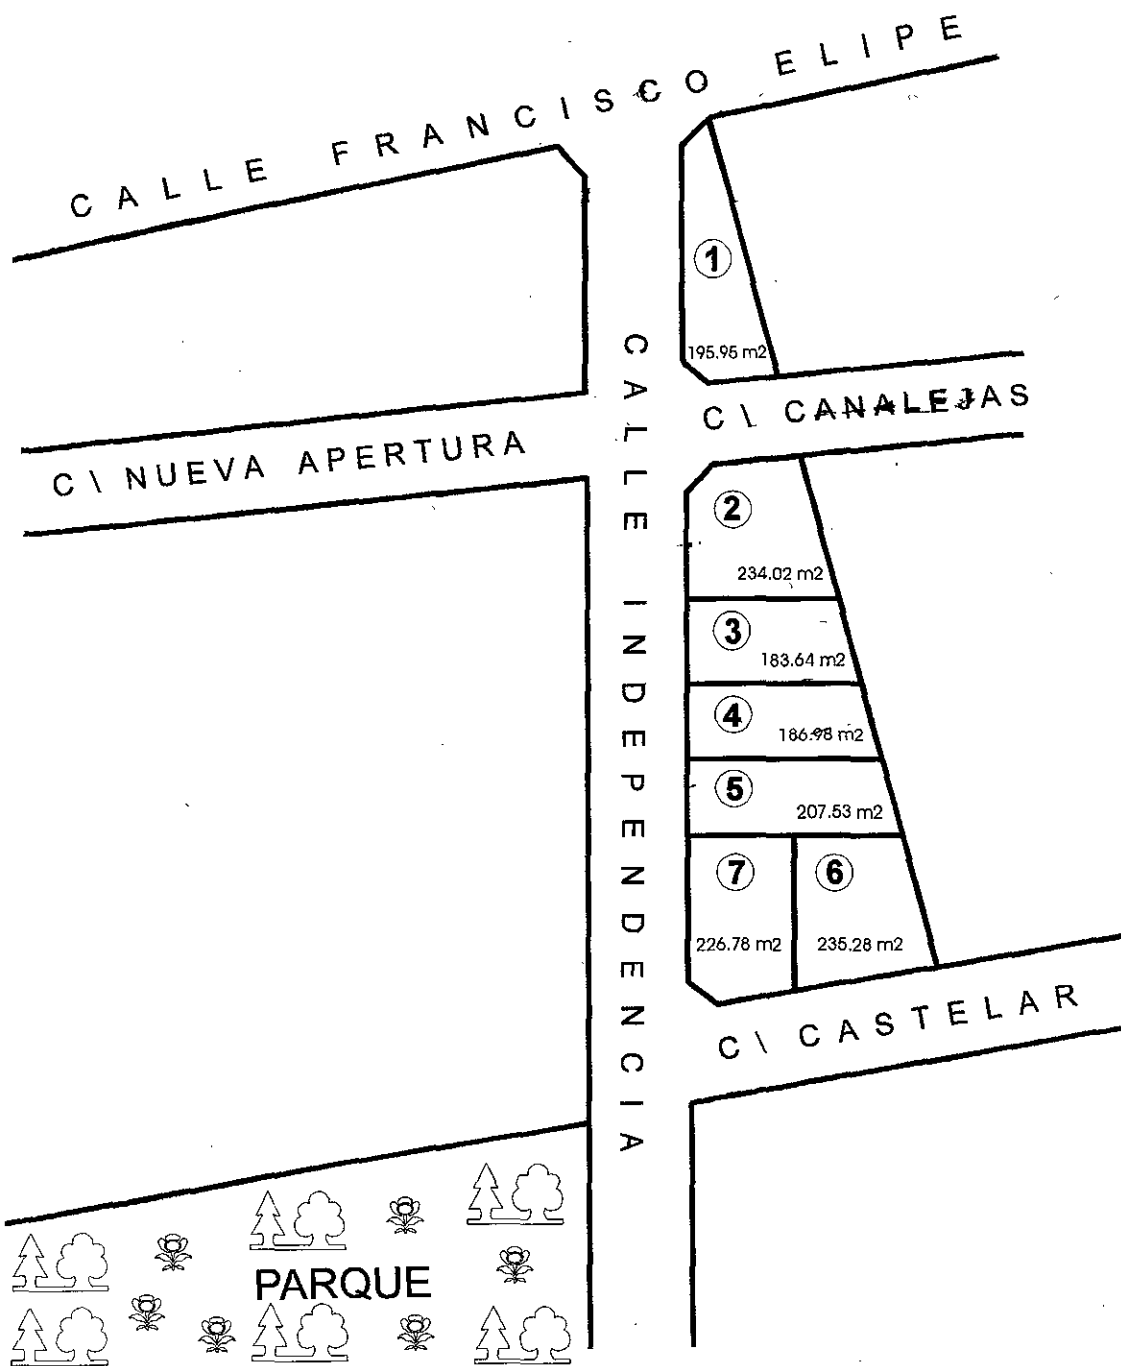 CALLE FRANCISCO ELIPE
1
195.95 m2
CALLE INDEPENDENCIA
C\ CANALEJAS
C\ NUEVA APERTURA
2
234.02 m2
3
183.64 m2
4
186.98 m2
5
207.53 m2
7
6
226.78 m2
235.28 m2
C\ CASTELAR
PARQUE